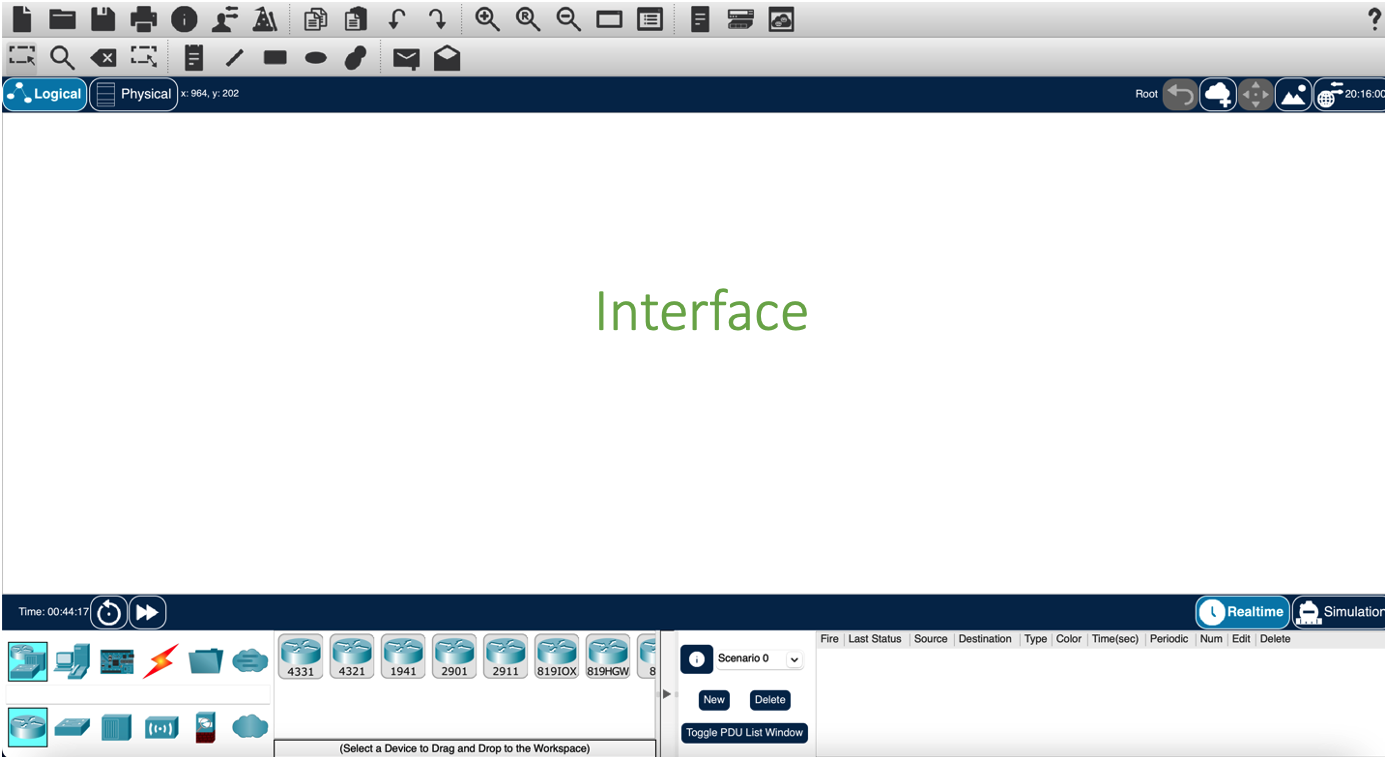 Logical Physical x: 964, y: 202 Root 20:16:00
Interface
Time: 00:44:17 Realtime Simulation
Fire Last Status Source Destination Type Color Time(sec) Periodic Num Edit Delete
Scenario 0
4331 4321 1941 2901 2911 819IOX 819HGW 8
New Delete
Toggle PDU List Window
(Select a Device to Drag and Drop to the Workspace)